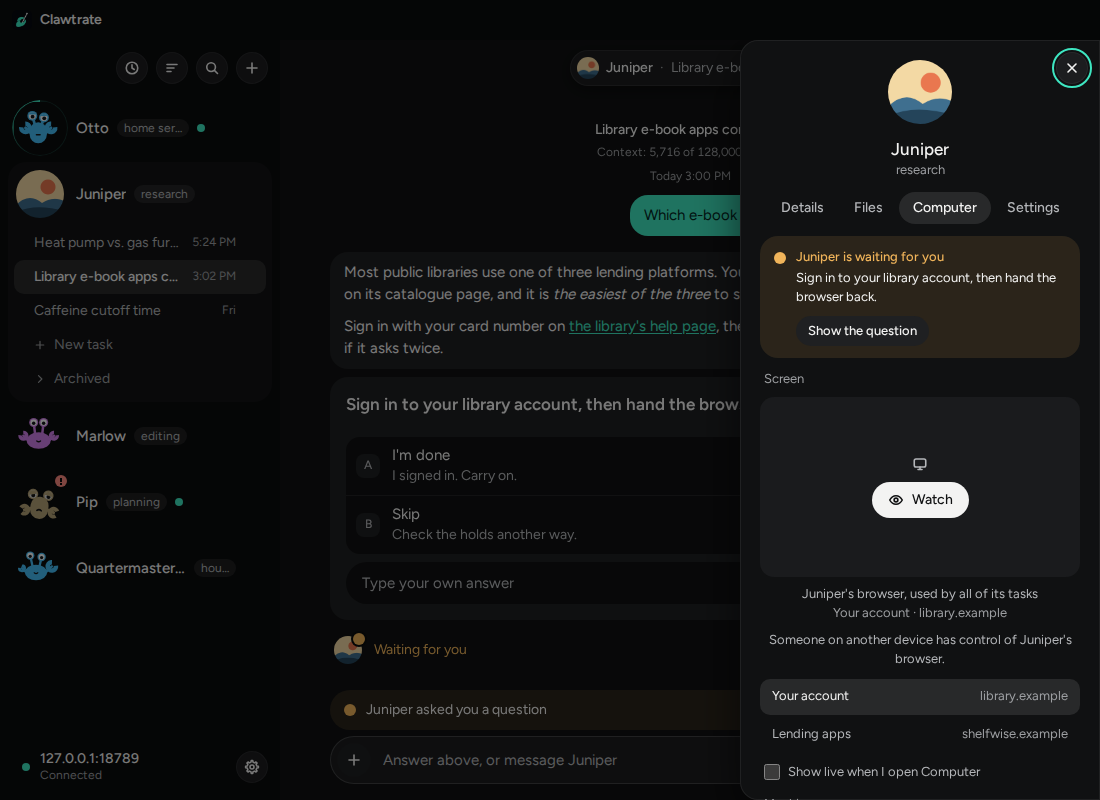 Clawtrate
Otto
home ser...
Juniper
research
Heat pump vs. gas fur...
5:24 PM
Library e-book apps c...
3:02 PM
Caffeine cutoff time
Fri
New task
Archived
Marlow
editing
Pip
planning
Quartermaster...
hou...
127.0.0.1:18789
Connected
Juniper · Library e-b
Library e-book apps co
Context: 5,716 of 128,000
Today 3:00 PM
Which e-book
Most public libraries use one of three lending platforms. You
on its catalogue page, and it is the easiest of the three to s
Sign in with your card number on the library's help page, the
if it asks twice.
Sign in to your library account, then hand the brow
A
I'm done
I signed in. Carry on.
B
Skip
Check the holds another way.
Type your own answer
Waiting for you
Juniper asked you a question
Answer above, or message Juniper
Juniper
research
Details
Files
Computer
Settings
Juniper is waiting for you
Sign in to your library account, then hand the
browser back.
Show the question
Screen
Watch
Juniper's browser, used by all of its tasks
Your account · library.example
Someone on another device has control of Juniper's
browser.
Your account
library.example
Lending apps
shelfwise.example
Show live when I open Computer